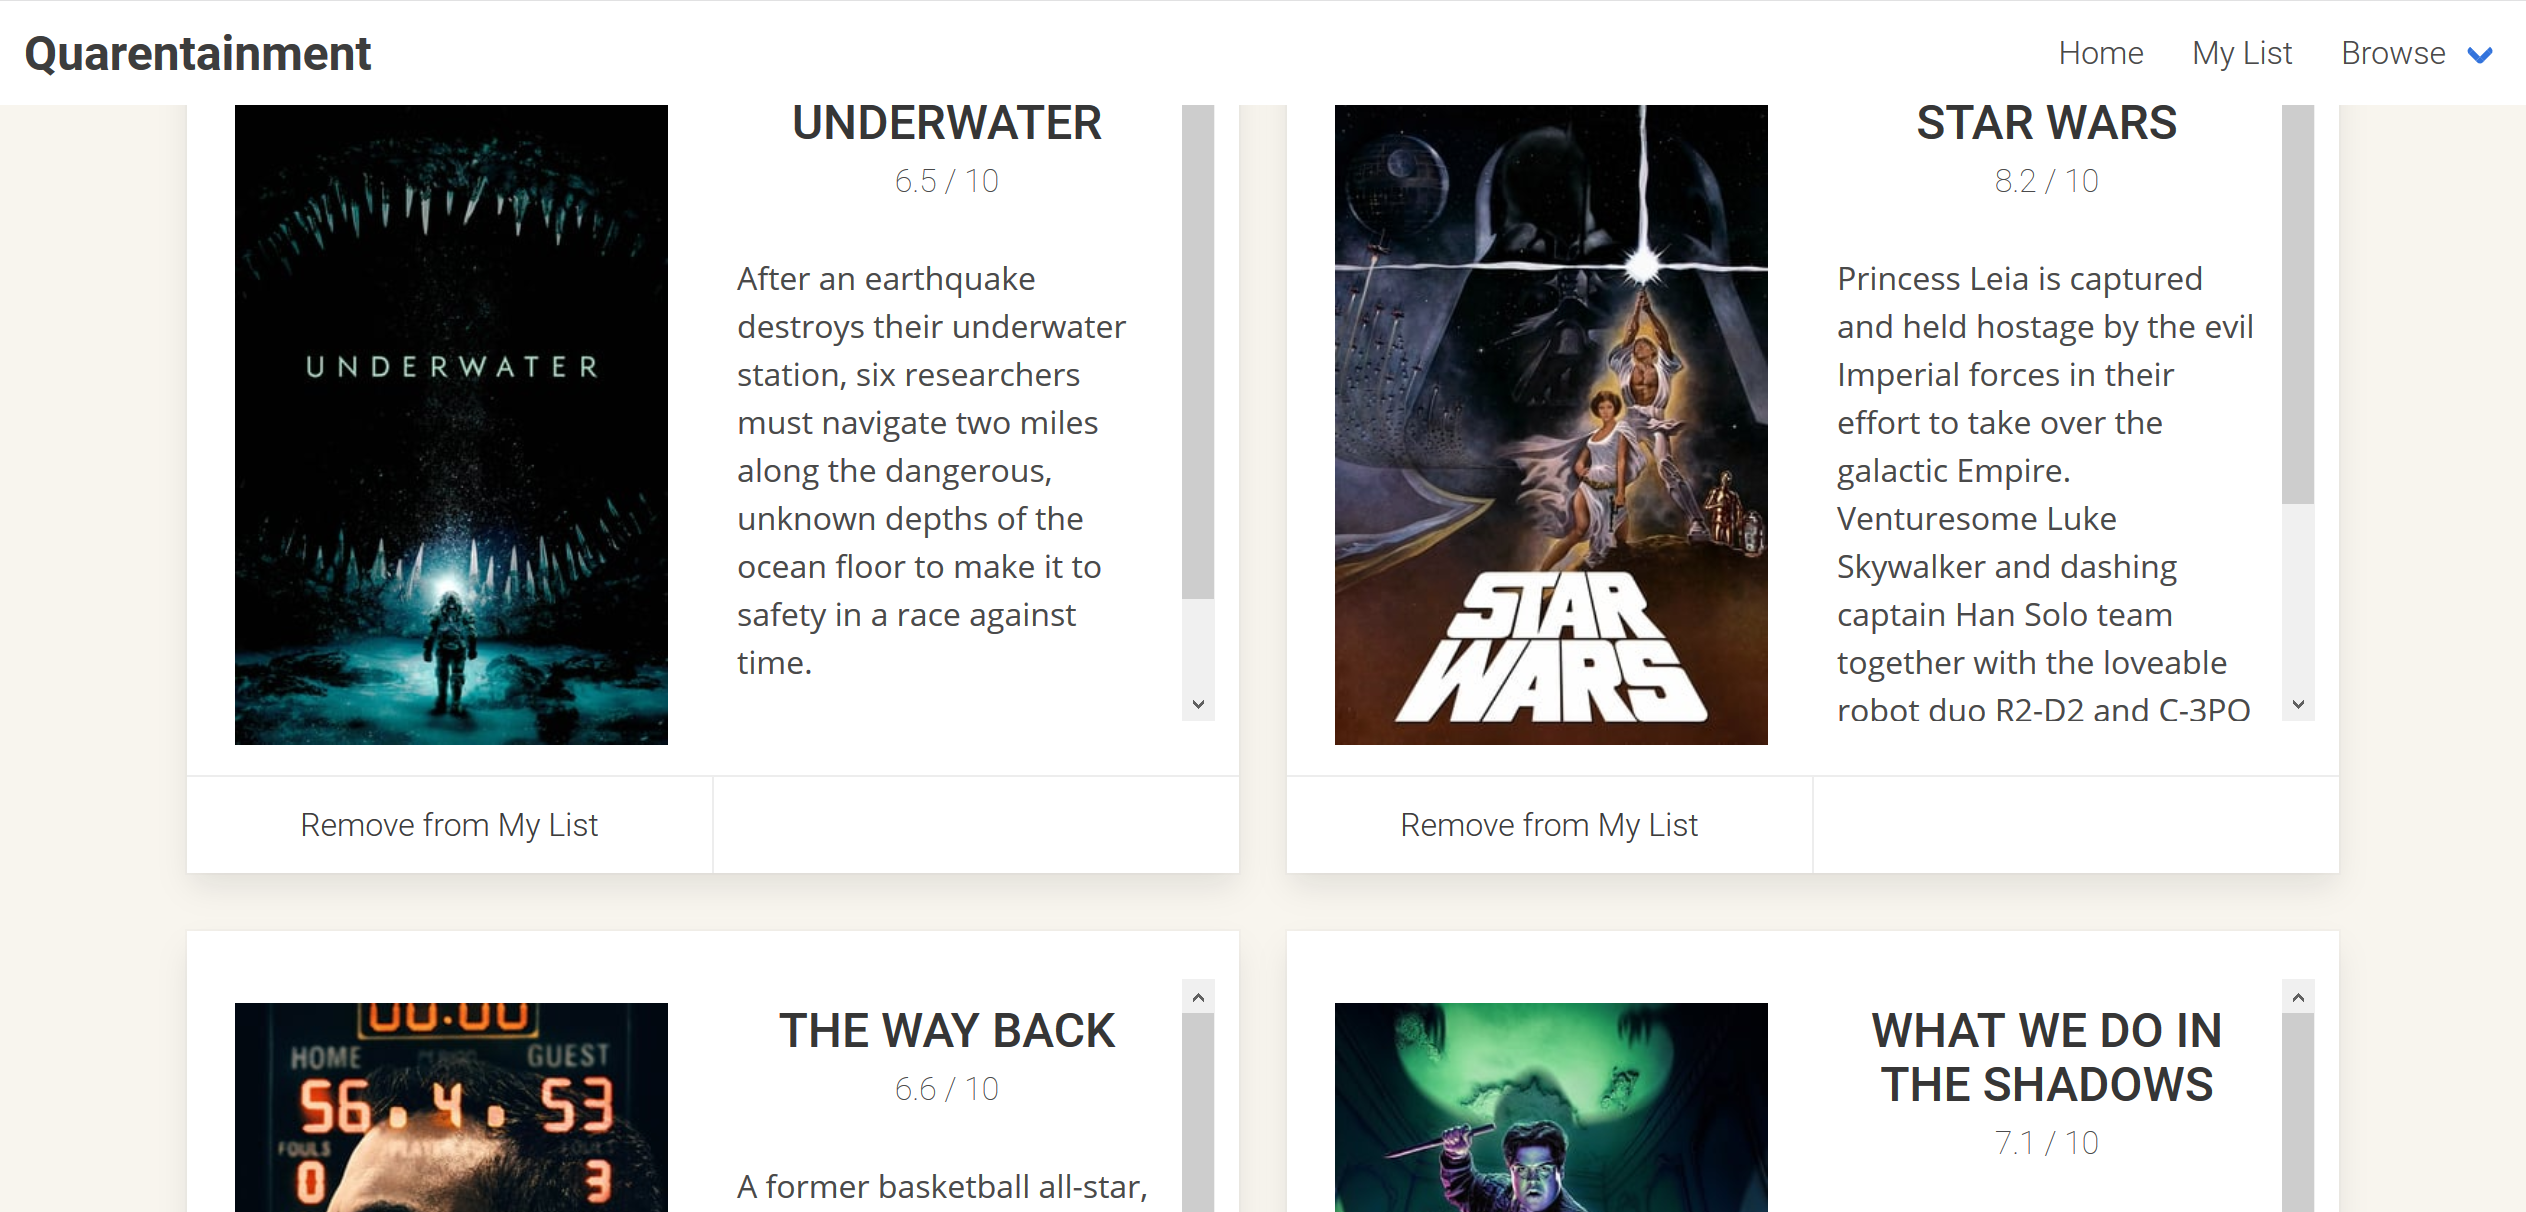 Quarentainment
Home
My List
Browse
UNDERWATER
UNDERWATER
6.5 / 10
After an earthquake
destroys their underwater
station, six researchers
must navigate two miles
along the dangerous,
unknown depths of the
ocean floor to make it to
safety in a race against
time.
Remove from My List
STAR
WARS
STAR WARS
8.2 / 10
Princess Leia is captured
and held hostage by the evil
Imperial forces in their
effort to take over the
galactic Empire.
Venturesome Luke
Skywalker and dashing
captain Han Solo team
together with the loveable
robot duo R2-D2 and C-3PO
Remove from My List
00:00
HOME
GUEST
56 . 4 . 53
FOULS
0
3
THE WAY BACK
6.6 / 10
A former basketball all-star,
WHAT WE DO IN
THE SHADOWS
7.1 / 10